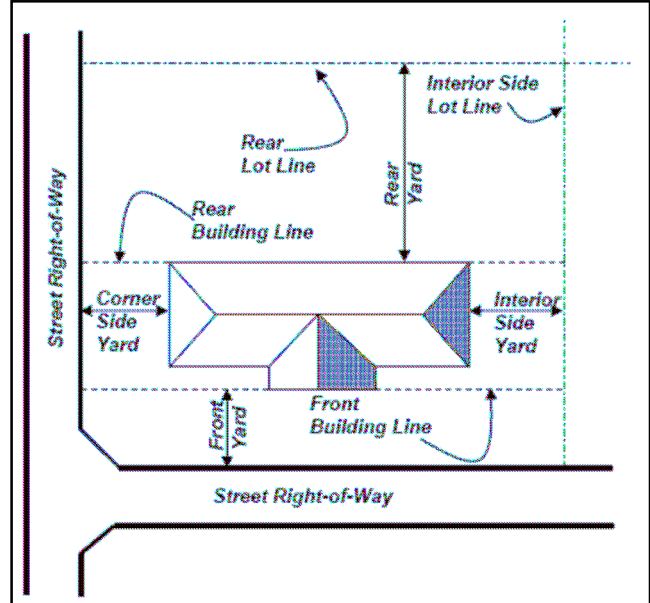 Interior Side
Lot Line
Rear
Lot Line
Rear
Yard
Rear
Building Line
Street Right-of-Way
Corner
Side
Yard
Interior
Side
Yard
Front
Yard
Front
Building Line
Street Right-of-Way